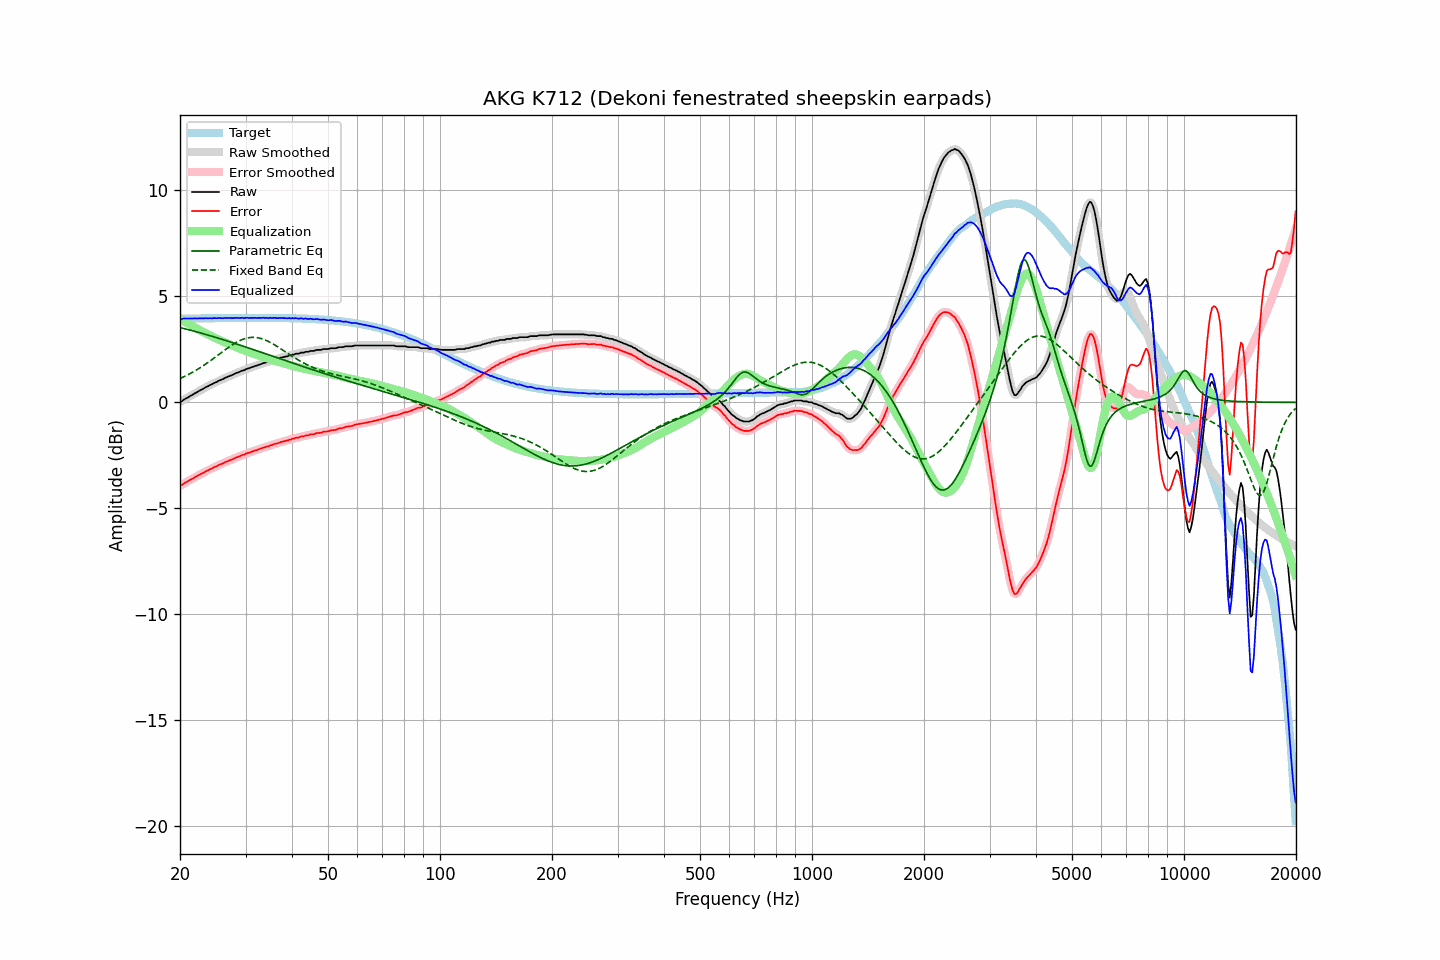 AKG K712 (Dekoni fenestrated sheepskin earpads)
Target
Raw Smoothed
Error Smoothed
Raw
Error
Equalization
Parametric Eq
Fixed Band Eq
Equalized
Amplitude (dBr)
10
5
0
−5
−10
−15
−20
20 50 100 200 500 1000 2000 5000 10000 20000
Frequency (Hz)